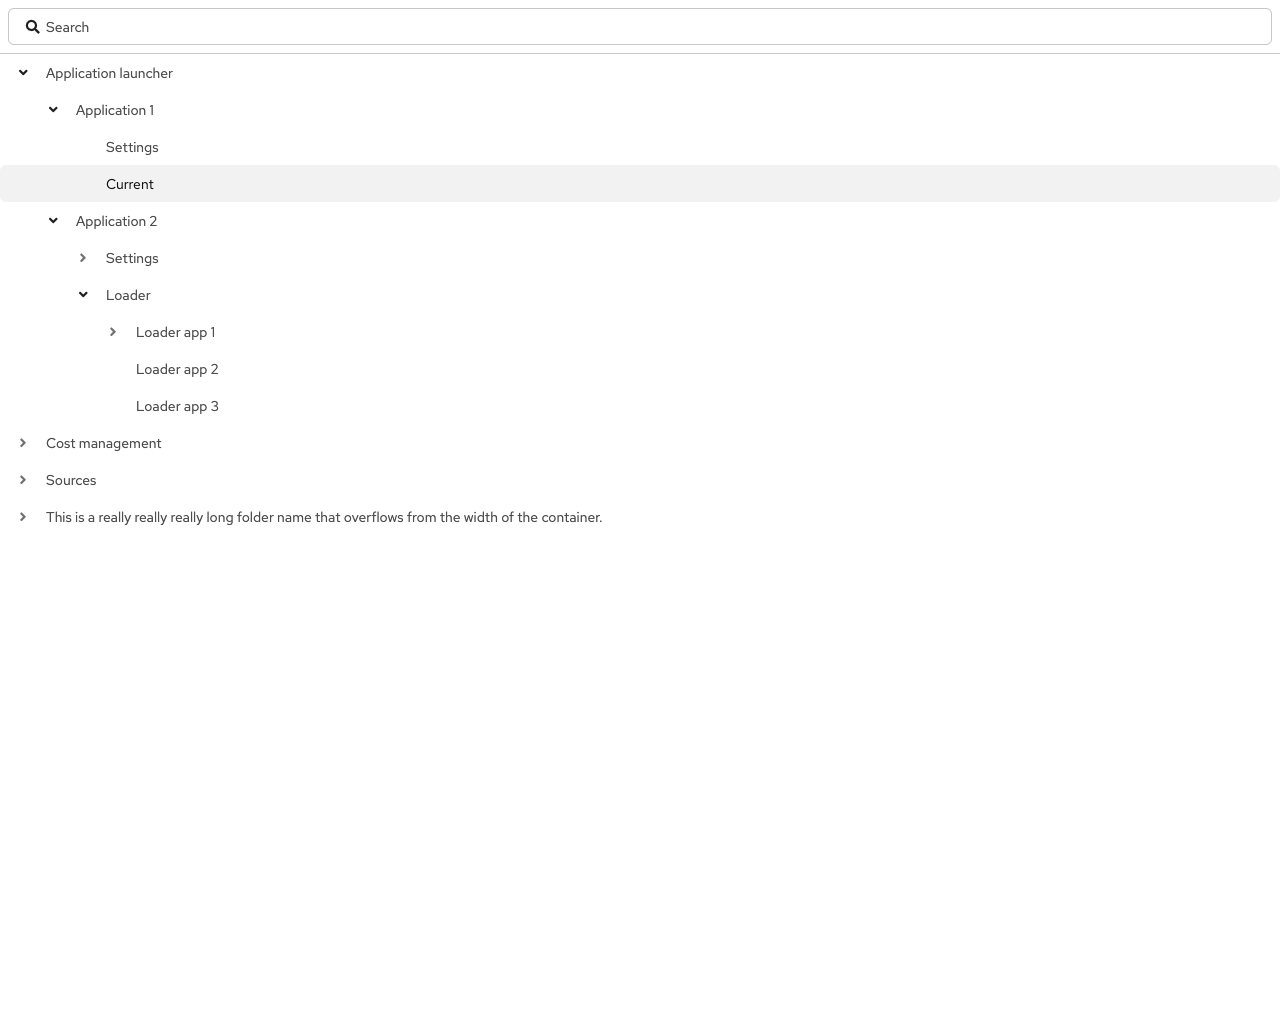 Search
Application launcher
Application 1
Settings
Current
Application 2
Settings
Loader
Loader app 1
Loader app 2
Loader app 3
Cost management
Sources
This is a really really really long folder name that overflows from the width of the container.